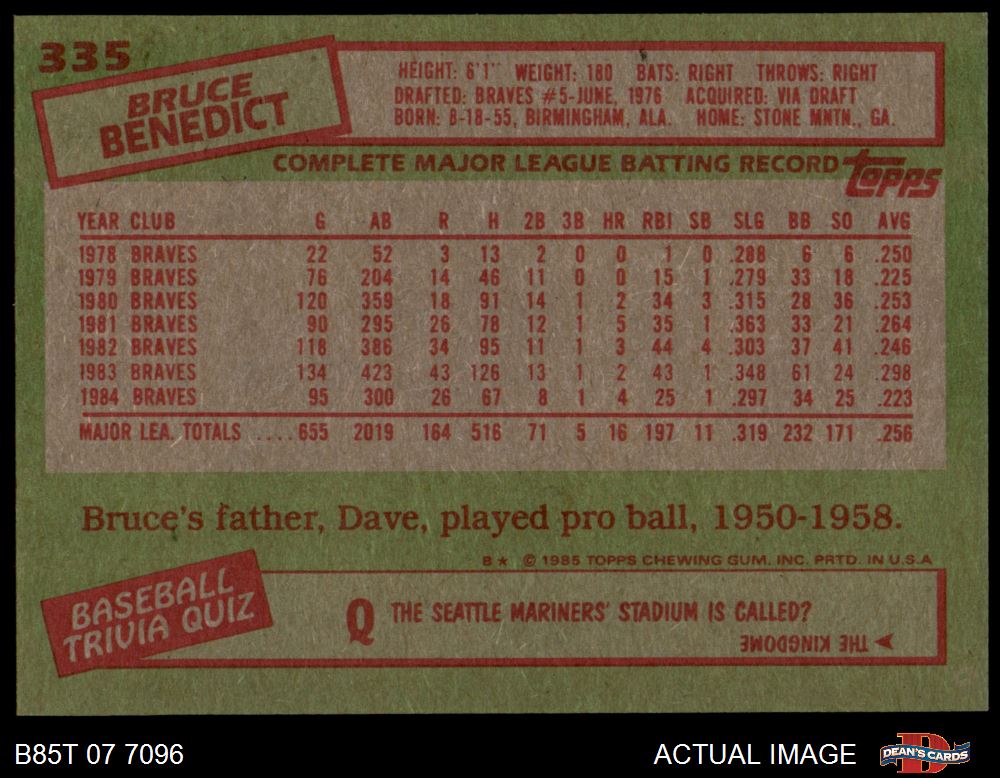 335
BRUCE
BENEDICT
HEIGHT: 6'1" WEIGHT: 180 BATS: RIGHT THROWS: RIGHT
DRAFTED: BRAVES #5-JUNE, 1976 ACQUIRED: VIA DRAFT
BORN: 8-18-55, BIRMINGHAM, ALA. HOME: STONE MNTN., GA.
COMPLETE MAJOR LEAGUE BATTING RECORD topps
YEAR CLUB G AB R H 2B 3B HR RBI SB SLG BB SO AVG
1978 BRAVES 22 52 3 13 2 0 0 1 0 .288 6 6 .250
1979 BRAVES 76 204 14 46 11 0 0 15 1 .279 33 18 .225
1980 BRAVES 120 359 18 91 14 1 2 34 3 .315 28 36 .253
1981 BRAVES 90 295 26 78 12 1 5 35 1 .363 33 21 .264
1982 BRAVES 118 386 34 95 11 1 3 44 4 .303 37 41 .246
1983 BRAVES 134 423 43 126 13 1 2 43 1 .348 61 24 .298
1984 BRAVES 95 300 26 67 8 1 4 25 1 .297 34 25 .223
MAJOR LEA. TOTALS ....655 2019 164 516 71 5 16 197 11 .319 232 171 .256
Bruce's father, Dave, played pro ball, 1950-1958.
B★ © 1985 TOPPS CHEWING GUM, INC. PRTD. IN U.S.A
BASEBALL
TRIVIA QUIZ
Q THE SEATTLE MARINERS' STADIUM IS CALLED?
THE KINGDOME
B85T 07 7096
ACTUAL IMAGE
D
DEAN'S CARDS